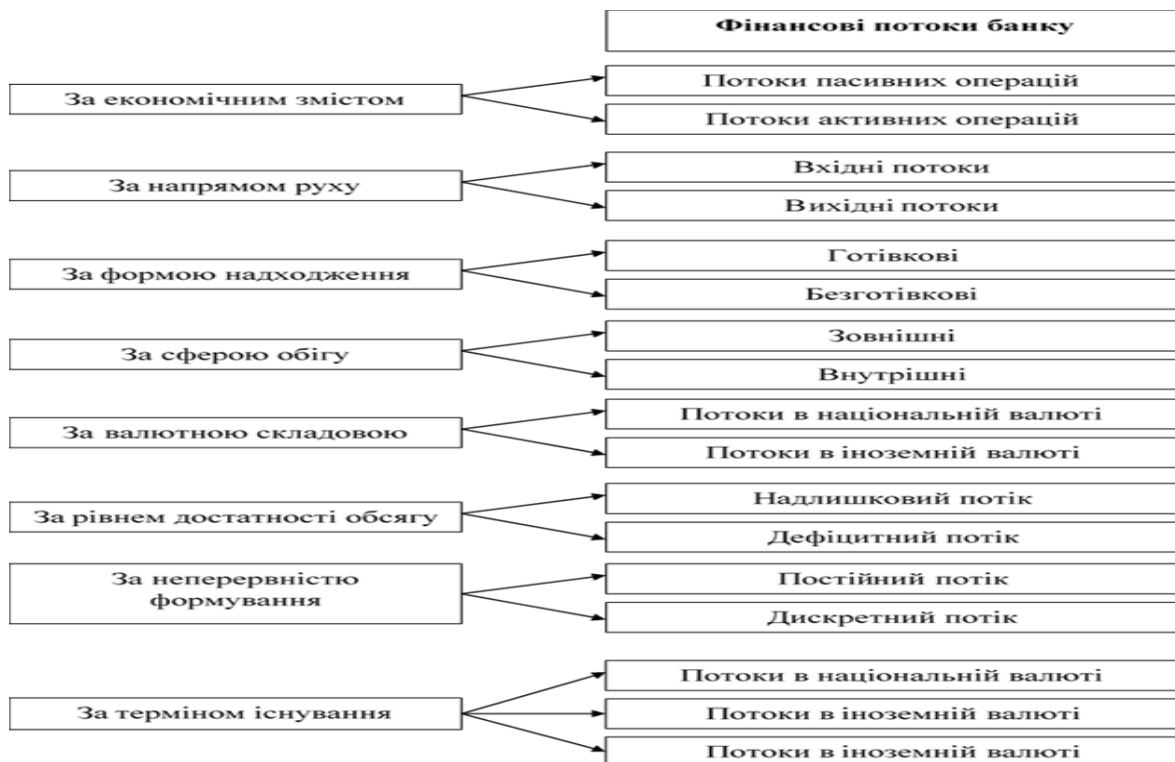 Фінансові потоки банку
За економічним змістом
Потоки пасивних операцій
Потоки активних операцій
За напрямом руху
Вхідні потоки
Вихідні потоки
За формою надходження
Готівкові
Безготівкові
За сферою обігу
Зовнішні
Внутрішні
За валютною складовою
Потоки в національній валюті
Потоки в іноземній валюті
За рівнем достатності обсягу
Надлишковий потік
Дефіцитний потік
За неперервністю
формування
Постійний потік
Дискретний потік
За терміном існування
Потоки в національній валюті
Потоки в іноземній валюті
Потоки в іноземній валюті